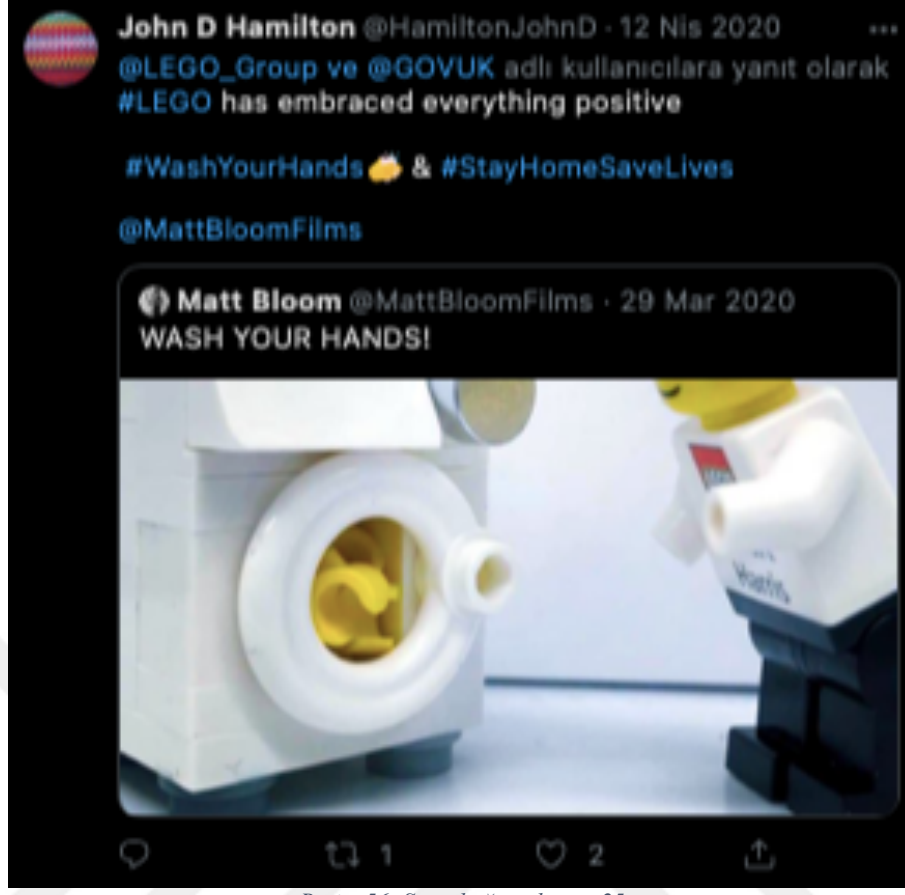 John D Hamilton @HamiltonJohnD · 12 Nis 2020
@LEGO_Group ve @GOVUK adlı kullanıcılara yanıt olarak
#LEGO has embraced everything positive
#WashYourHands🧼 & #StayHomeSaveLives
@MattBloomFilms
Matt Bloom @MattBloomFilms · 29 Mar 2020
WASH YOUR HANDS!
1 2